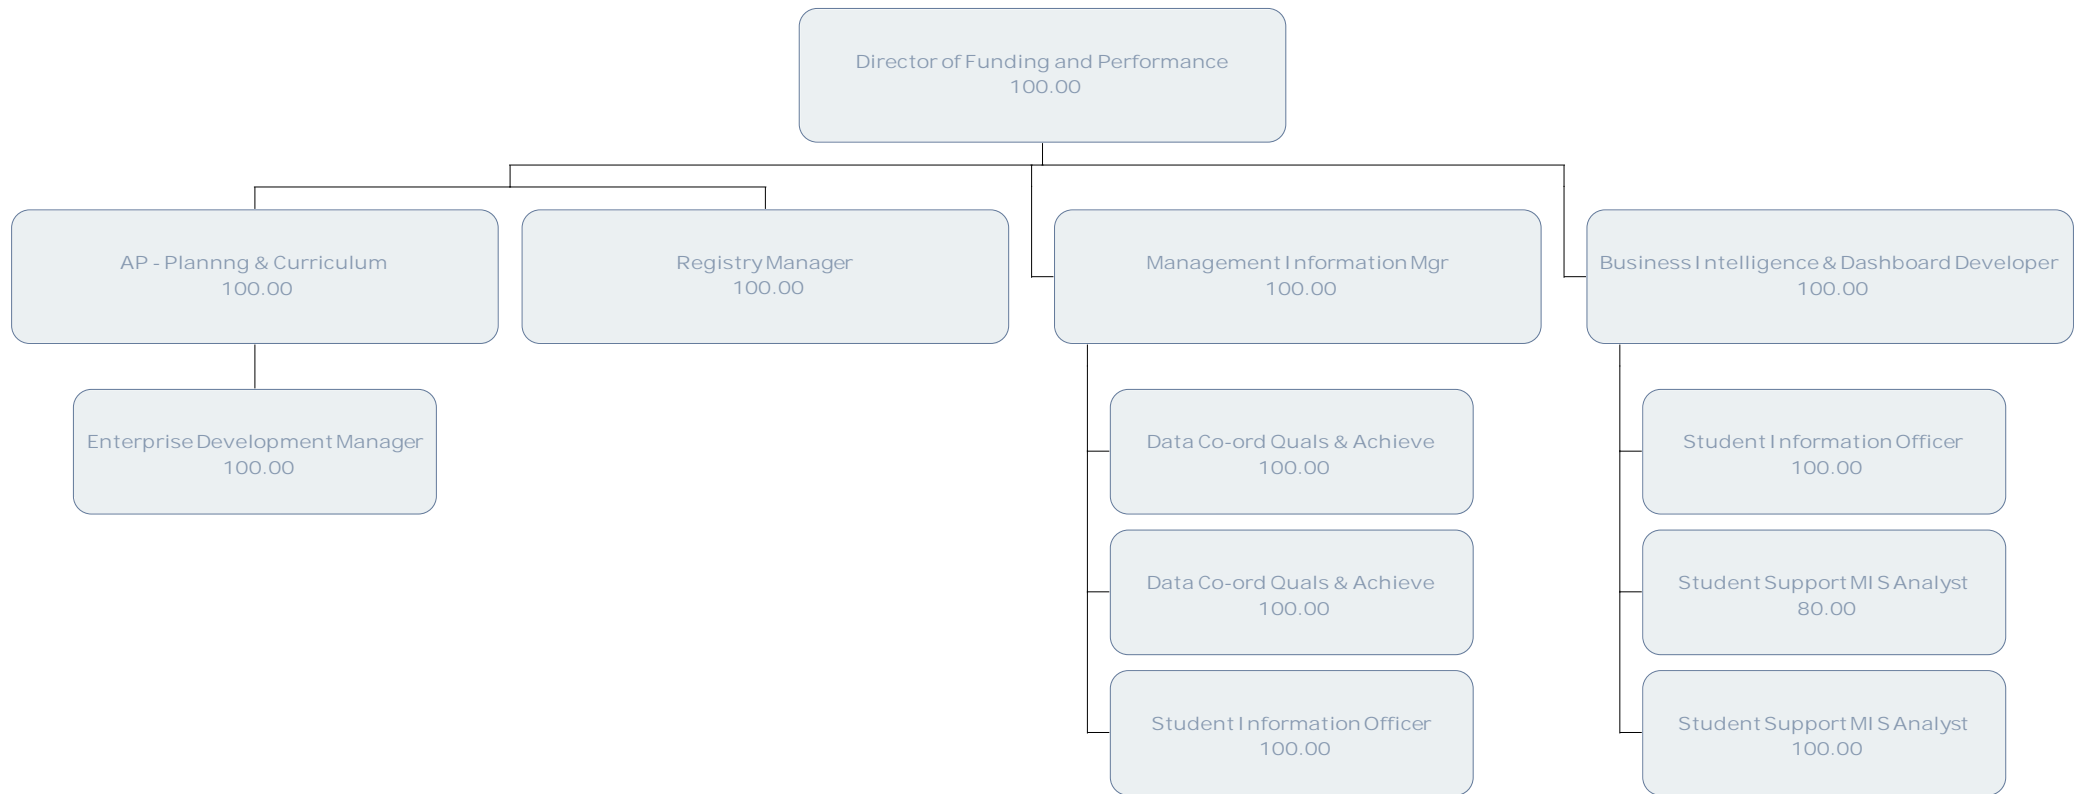 Director of Funding and Performance
100.00
AP - Plannng & Curriculum
100.00
Registry Manager
100.00
Management Information Mgr
100.00
Business Intelligence & Dashboard Developer
100.00
Enterprise Development Manager
100.00
Data Co-ord Quals & Achieve
100.00
Student Information Officer
100.00
Data Co-ord Quals & Achieve
100.00
Student Support MIS Analyst
80.00
Student Information Officer
100.00
Student Support MIS Analyst
100.00